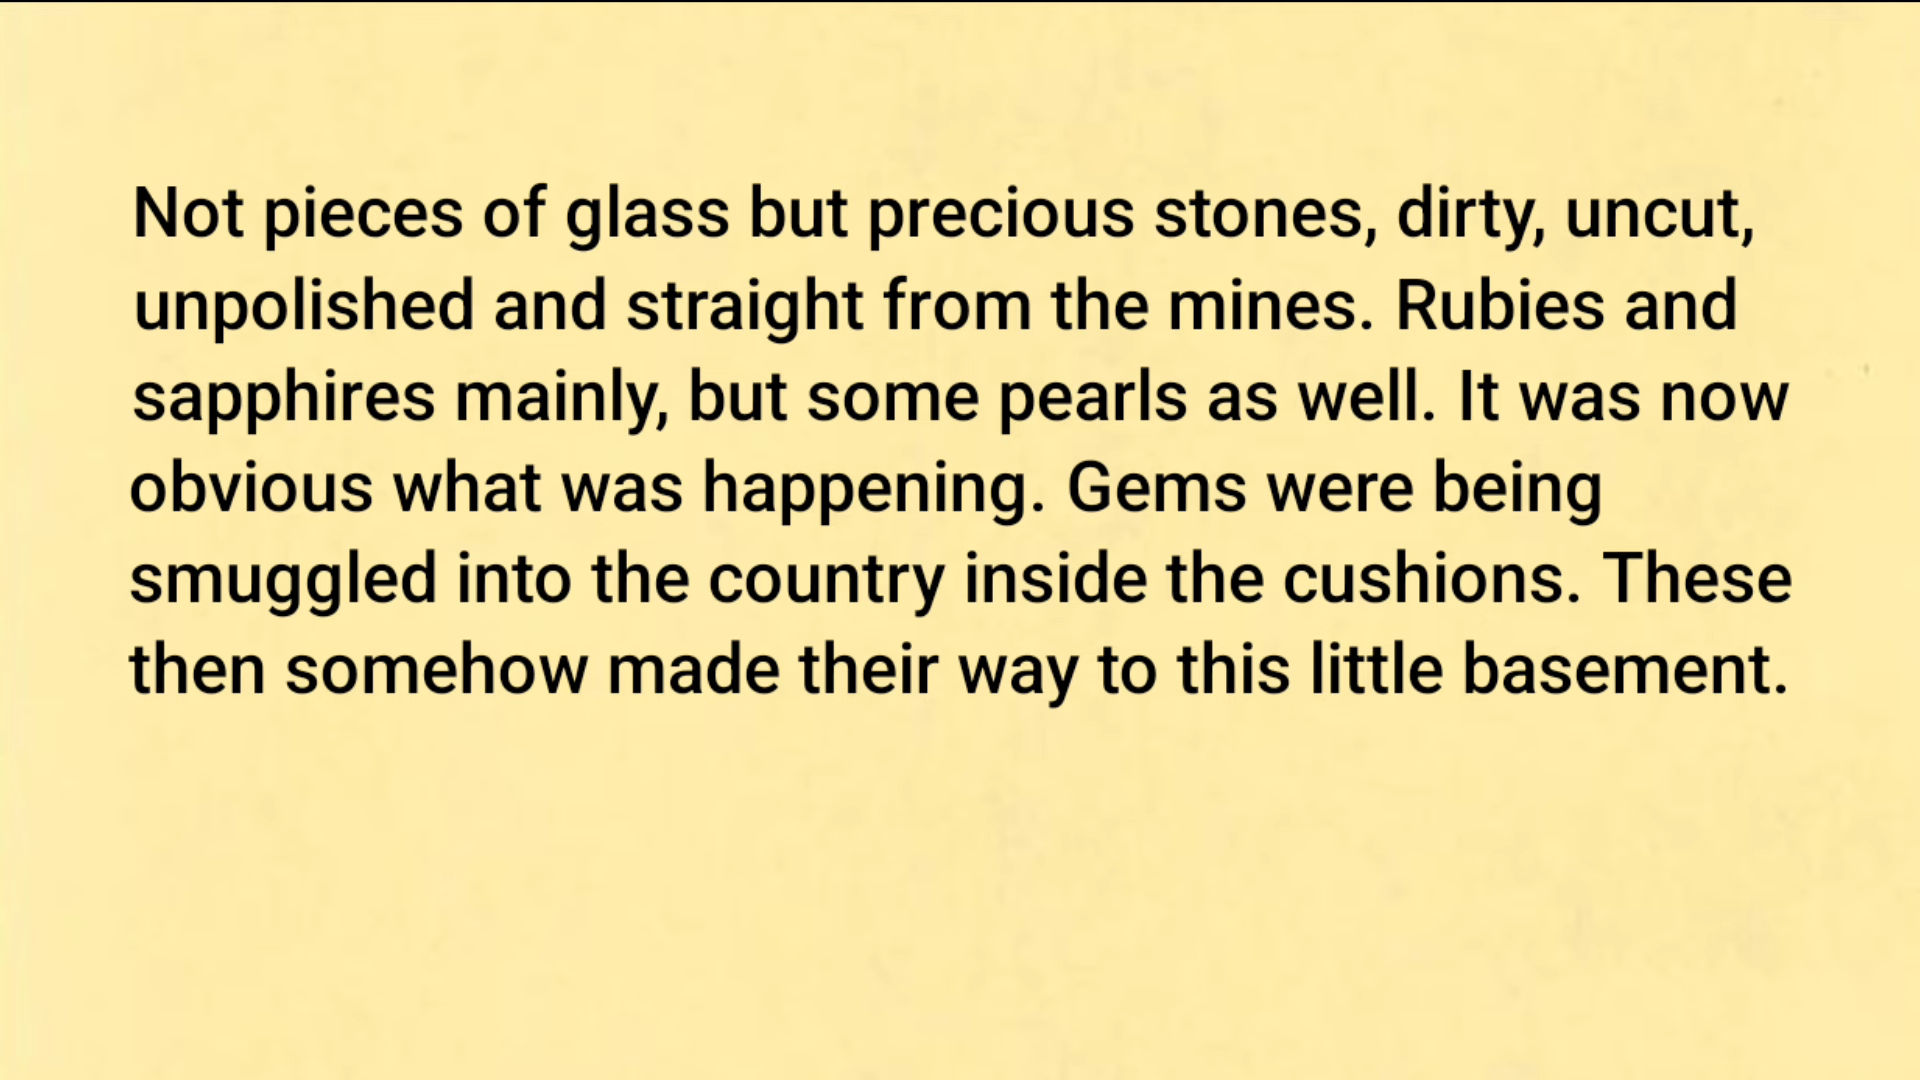 Not pieces of glass but precious stones, dirty, uncut,
unpolished and straight from the mines. Rubies and
sapphires mainly, but some pearls as well. It was now
obvious what was happening. Gems were being
smuggled into the country inside the cushions. These
then somehow made their way to this little basement.